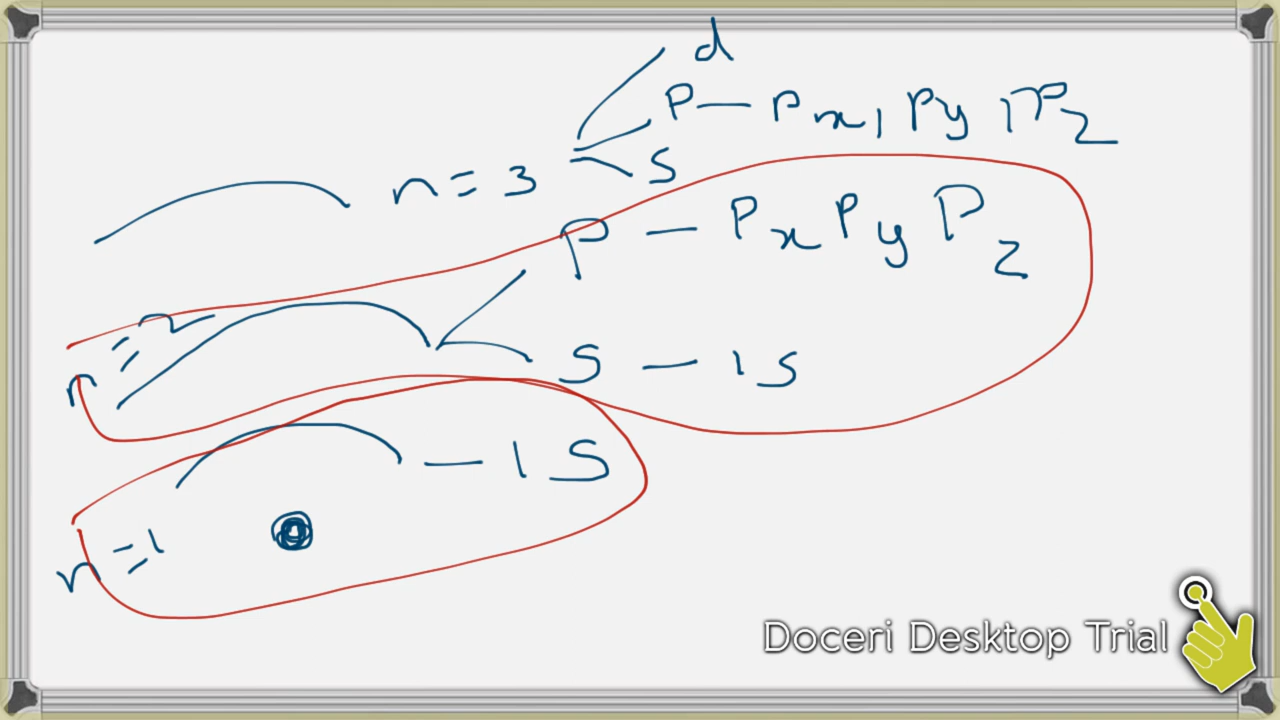 d
P — Px, Py, Pz
n = 3
S
P — Px Py Pz
n = 2
S — 1S
— 1S
n = 1
Doceri Desktop Trial